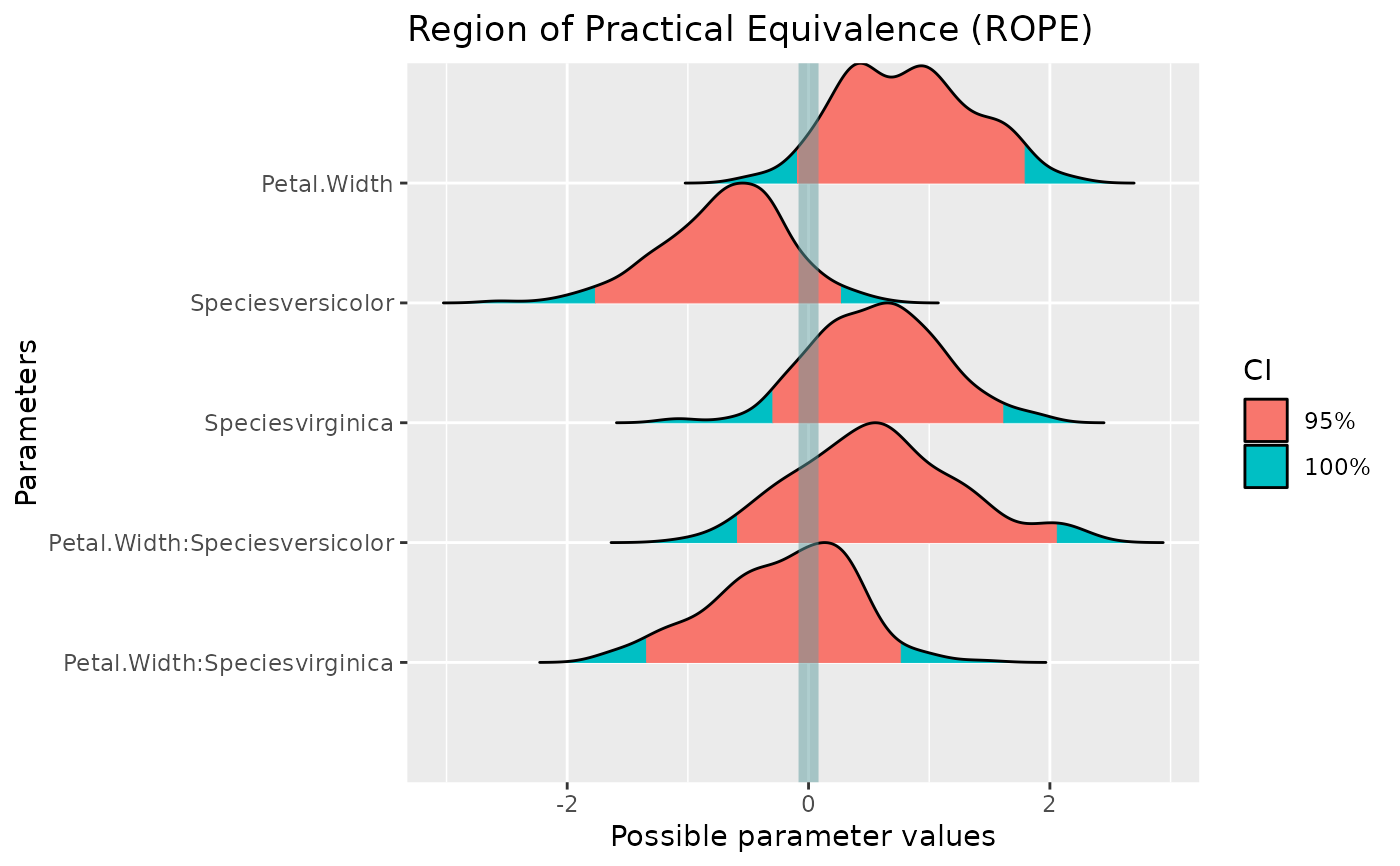 Region of Practical Equivalence (ROPE)
Parameters
Petal.Width
Speciesversicolor
Speciesvirginica
Petal.Width:Speciesversicolor
Petal.Width:Speciesvirginica
-2
0
2
Possible parameter values
CI
95%
100%